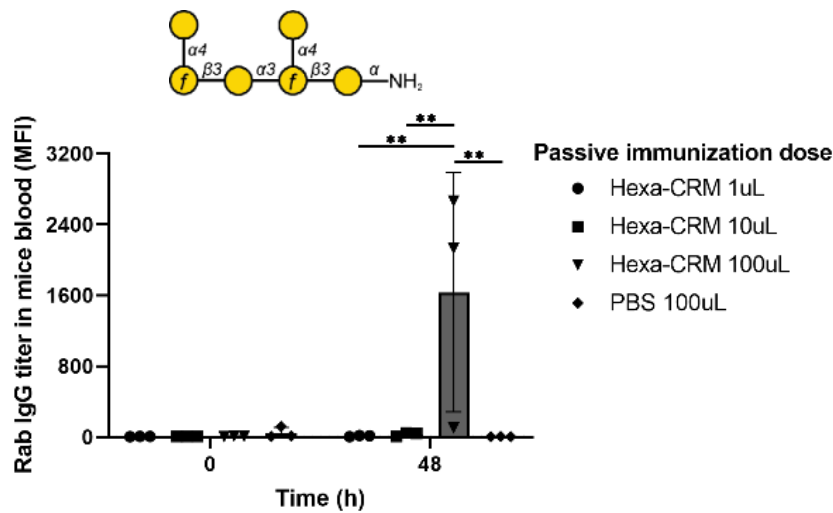 α4 α4
f β3 α3 f β3 α NH₂
** 
**
**
Rab IgG titer in mice blood (MFI)
3200
2400
1600
800
0
0 48
Time (h)
Passive immunization dose
Hexa-CRM 1uL
Hexa-CRM 10uL
Hexa-CRM 100uL
PBS 100uL